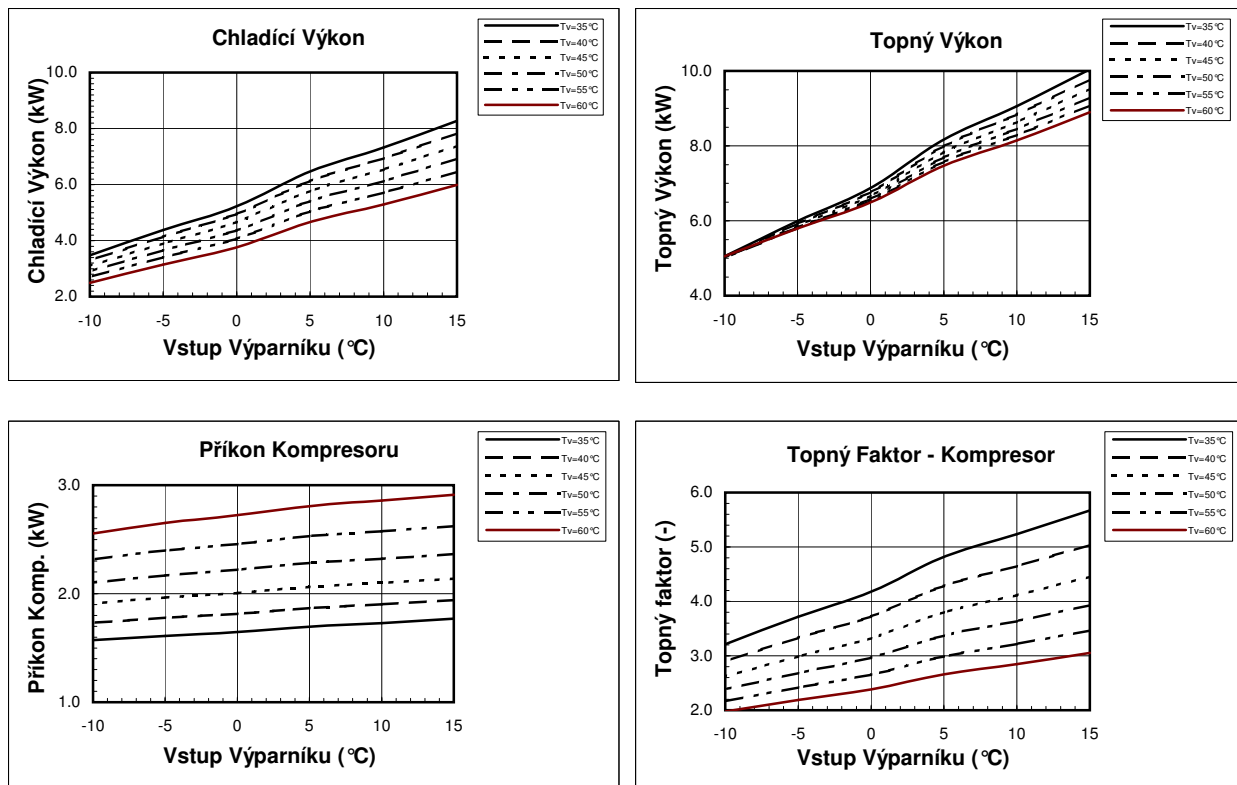 Chladící Výkon
Tv=35°C
Tv=40°C
Tv=45°C
Tv=50°C
Tv=55°C
Tv=60°C
Chladící Výkon (kW)
10.0
8.0
6.0
4.0
2.0
-10 -5 0 5 10 15
Vstup Výparníku (°C)
Topný Výkon
Tv=35°C
Tv=40°C
Tv=45°C
Tv=50°C
Tv=55°C
Tv=60°C
Topný Výkon (kW)
10.0
8.0
6.0
4.0
-10 -5 0 5 10 15
Vstup Výparníku (°C)
Příkon Kompresoru
Tv=35°C
Tv=40°C
Tv=45°C
Tv=50°C
Tv=55°C
Tv=60°C
Příkon Komp. (kW)
3.0
2.0
1.0
-10 -5 0 5 10 15
Vstup Výparníku (°C)
Topný Faktor - Kompresor
Tv=35°C
Tv=40°C
Tv=45°C
Tv=50°C
Tv=55°C
Tv=60°C
Topný faktor (-)
6.0
5.0
4.0
3.0
2.0
-10 -5 0 5 10 15
Vstup Výparníku (°C)